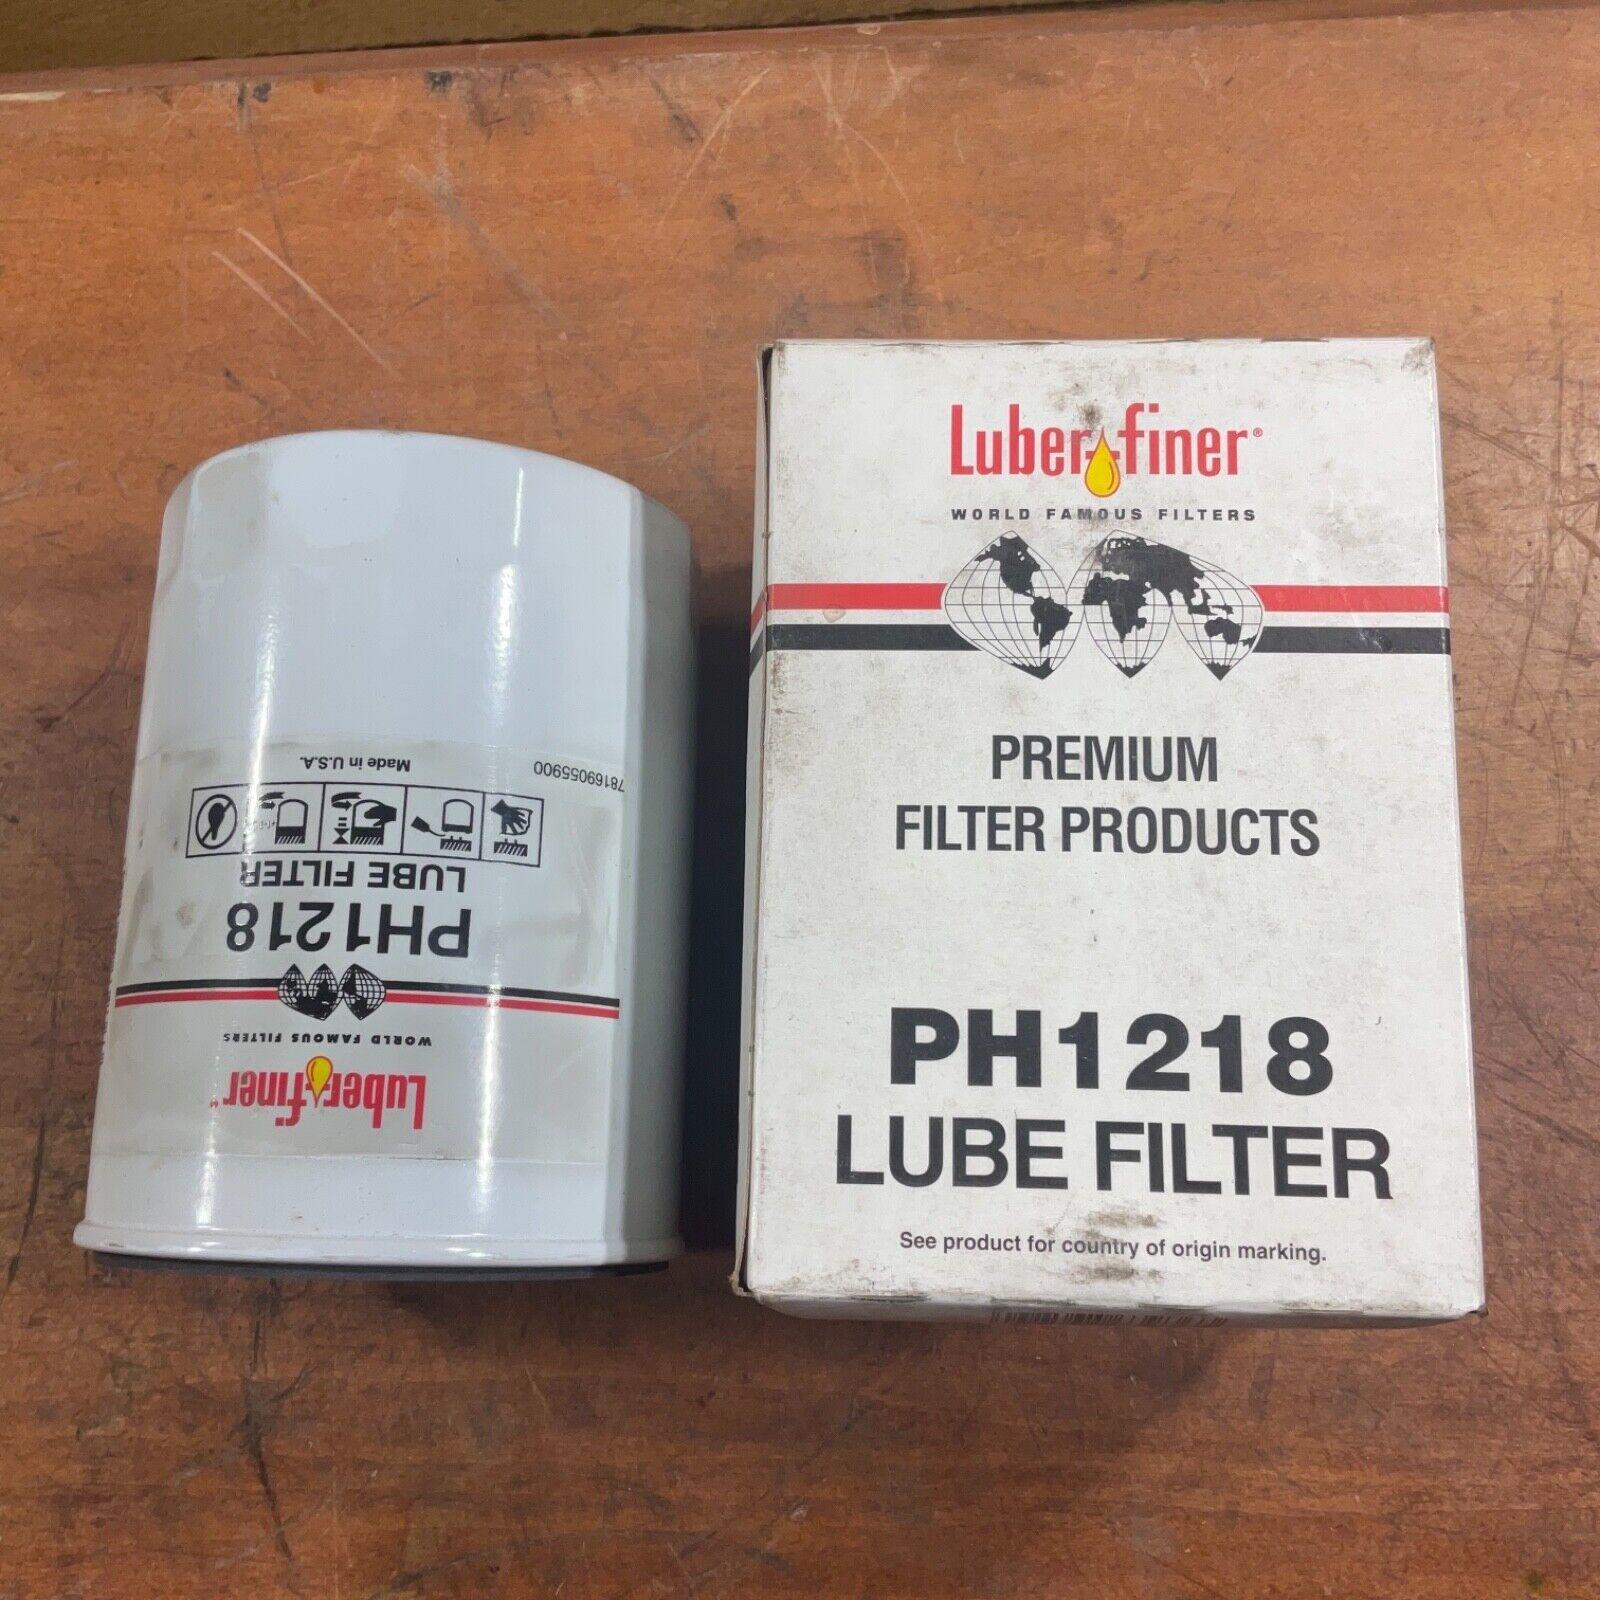 Luber-finer®
WORLD FAMOUS FILTERS
PH1218
LUBE FILTER
Made in U.S.A.
78169055900
Luber-finer®
WORLD FAMOUS FILTERS
PREMIUM
FILTER PRODUCTS
PH1218
LUBE FILTER
See product for country of origin marking.